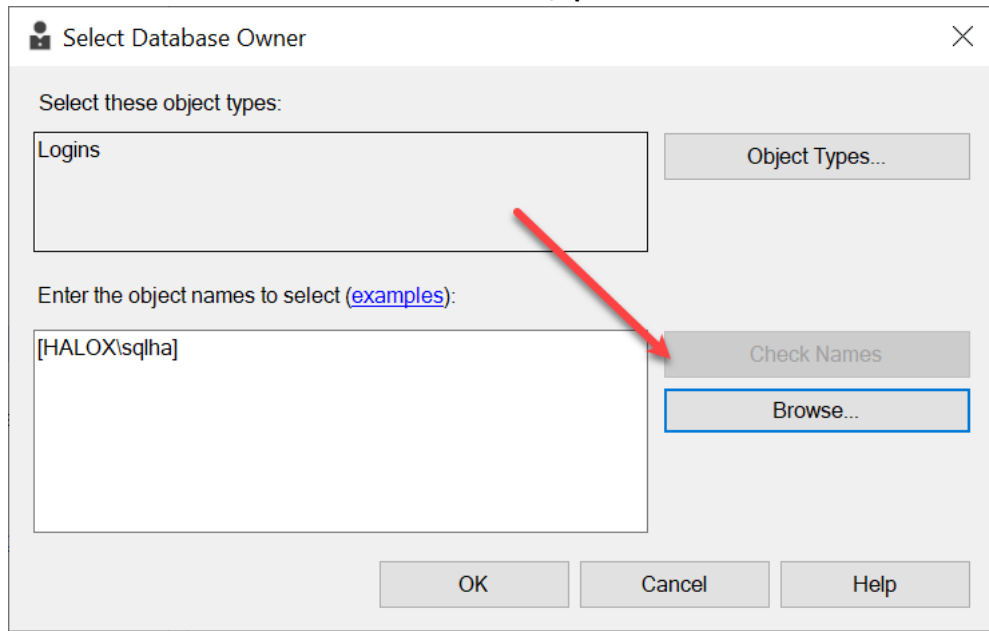 Select Database Owner
Select these object types:
Logins
Object Types...
Enter the object names to select (examples):
[HALOX\sqlha]
Check Names
Browse...
OK
Cancel
Help